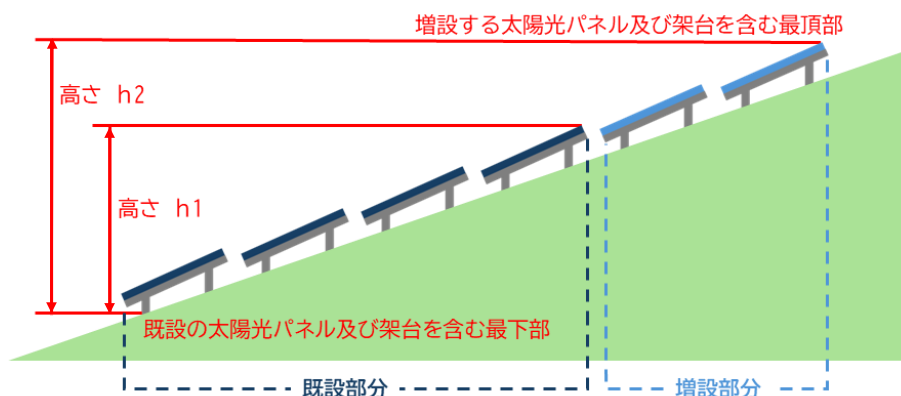 増設する太陽光パネル及び架台を含む最頂部
高さ h2
高さ h1
既設の太陽光パネル及び架台を含む最下部
既設部分
増設部分